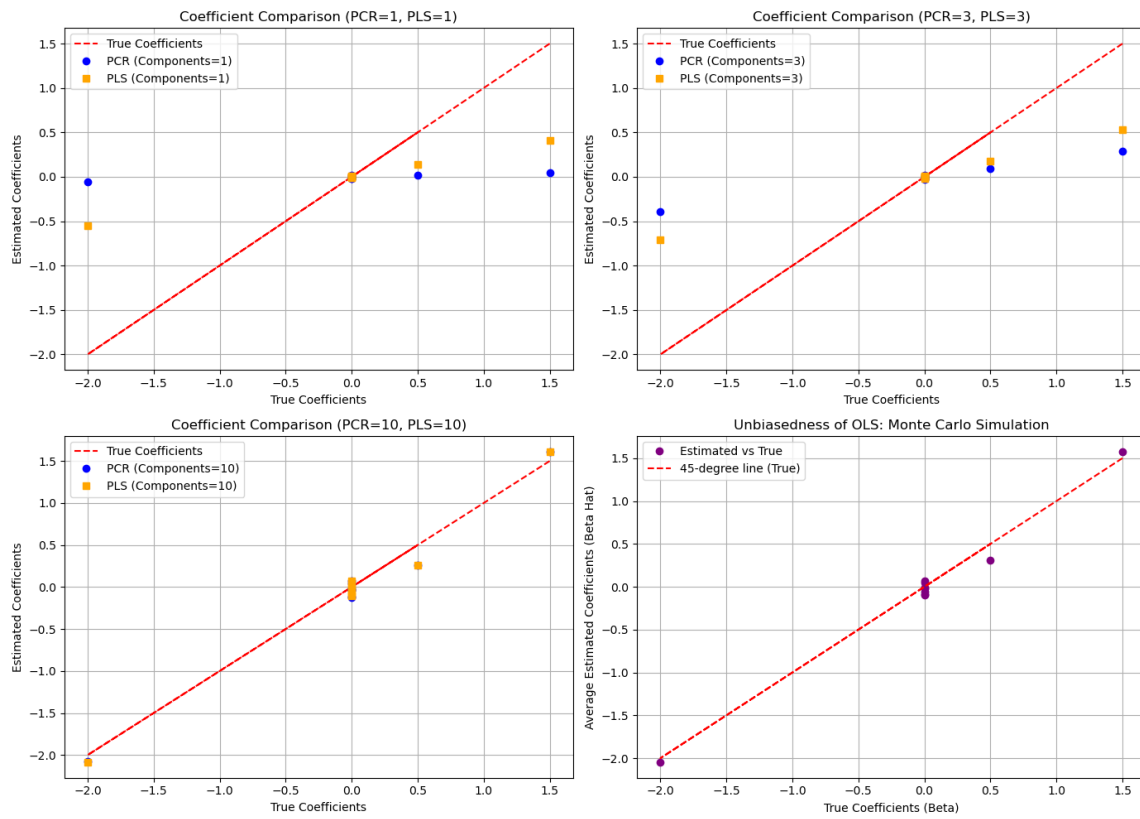 Coefficient Comparison (PCR=1, PLS=1)
True Coefficients
PCR (Components=1)
PLS (Components=1)
1.5
1.0
0.5
0.0
−0.5
−1.0
−1.5
−2.0
Estimated Coefficients
−2.0 −1.5 −1.0 −0.5 0.0 0.5 1.0 1.5
True Coefficients
Coefficient Comparison (PCR=3, PLS=3)
True Coefficients
PCR (Components=3)
PLS (Components=3)
1.5
1.0
0.5
0.0
−0.5
−1.0
−1.5
−2.0
Estimated Coefficients
−2.0 −1.5 −1.0 −0.5 0.0 0.5 1.0 1.5
True Coefficients
Coefficient Comparison (PCR=10, PLS=10)
True Coefficients
PCR (Components=10)
PLS (Components=10)
1.5
1.0
0.5
0.0
−0.5
−1.0
−1.5
−2.0
Estimated Coefficients
−2.0 −1.5 −1.0 −0.5 0.0 0.5 1.0 1.5
True Coefficients
Unbiasedness of OLS: Monte Carlo Simulation
Estimated vs True
45-degree line (True)
1.5
1.0
0.5
0.0
−0.5
−1.0
−1.5
−2.0
Average Estimated Coefficients (Beta Hat)
−2.0 −1.5 −1.0 −0.5 0.0 0.5 1.0 1.5
True Coefficients (Beta)